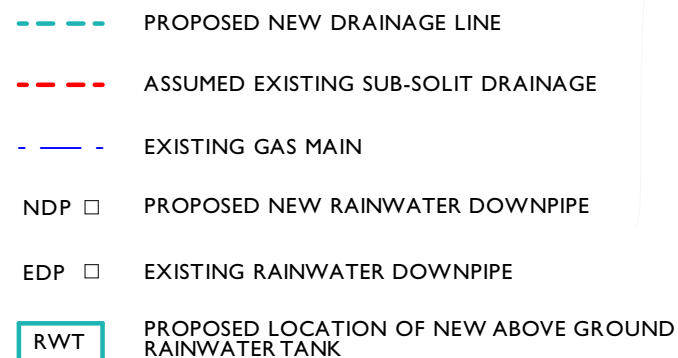 PROPOSED NEW DRAINAGE LINE
ASSUMED EXISTING SUB-SOLIT DRAINAGE
EXISTING GAS MAIN
NDP PROPOSED NEW RAINWATER DOWNPIPE
EDP EXISTING RAINWATER DOWNPIPE
RWT PROPOSED LOCATION OF NEW ABOVE GROUND
RAINWATER TANK